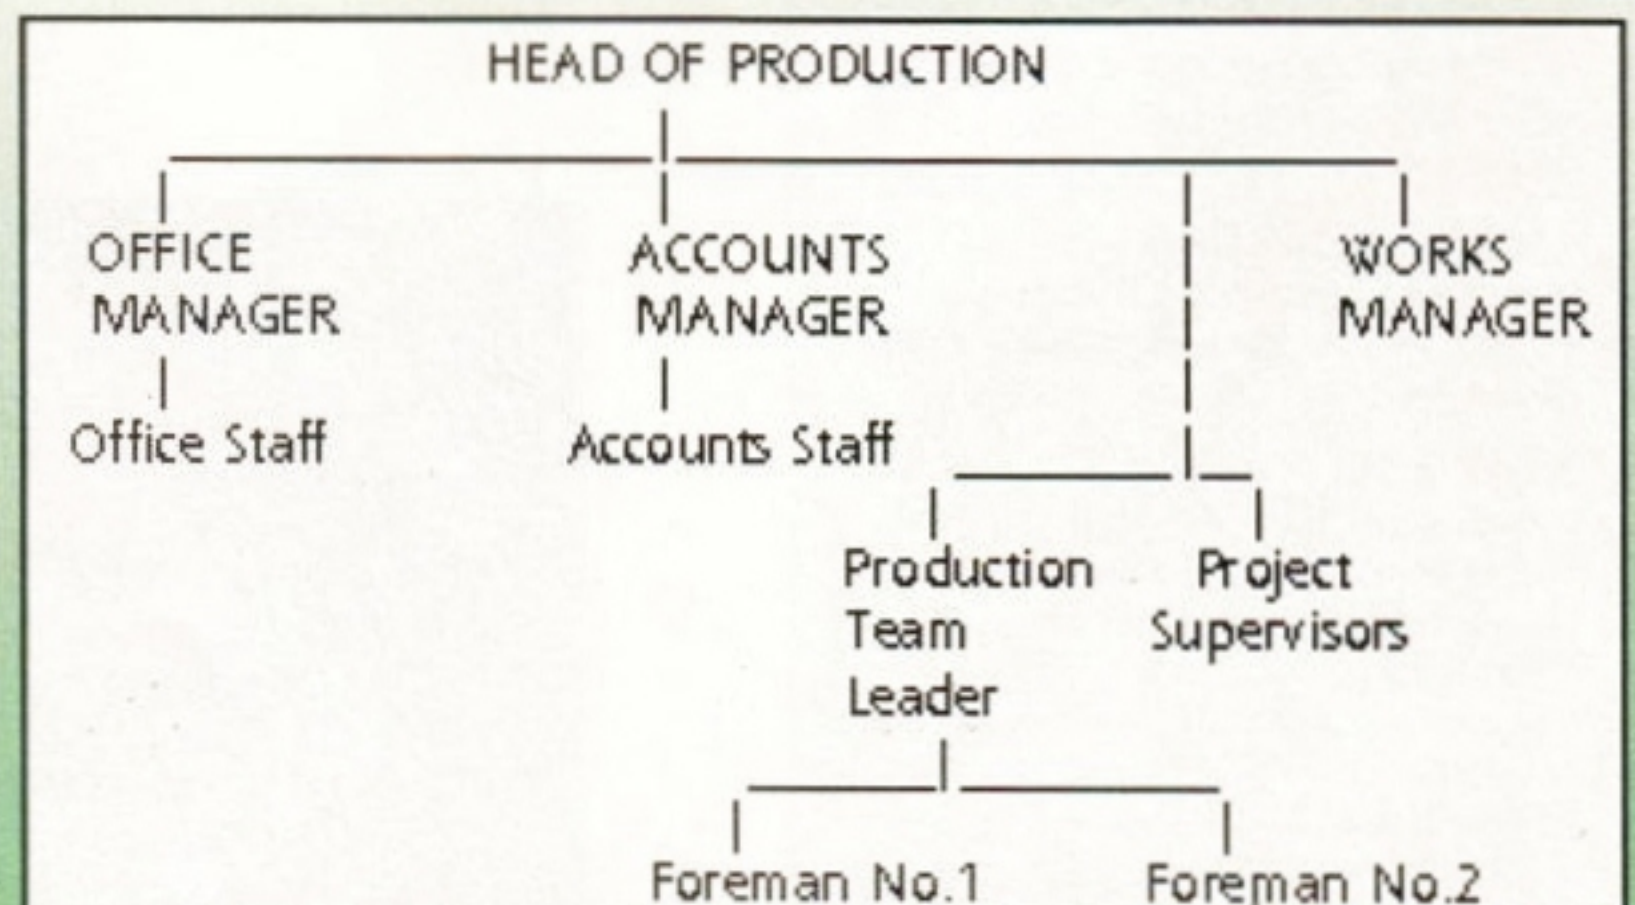 HEAD OF PRODUCTION
OFFICE
MANAGER
ACCOUNTS
MANAGER
WORKS
MANAGER
Office Staff
Accounts Staff
Production
Team
Leader
Project
Supervisors
Foreman No.1
Foreman No.2